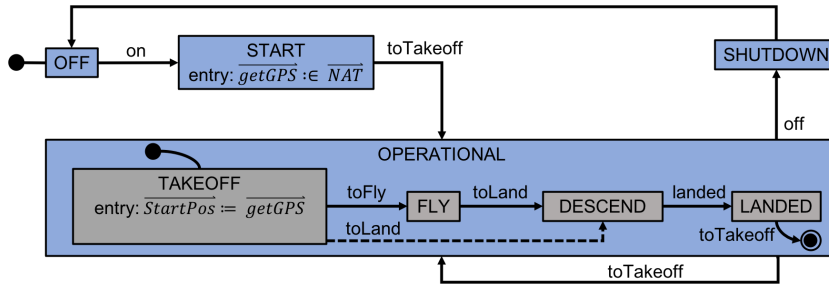 OFF
on
START
entry: getGPS :∈ NAT
toTakeoff
SHUTDOWN
off
OPERATIONAL
TAKEOFF
entry: StartPos ≔ getGPS
toFly
FLY
toLand
DESCEND
landed
LANDED
toLand
toTakeoff
toTakeoff